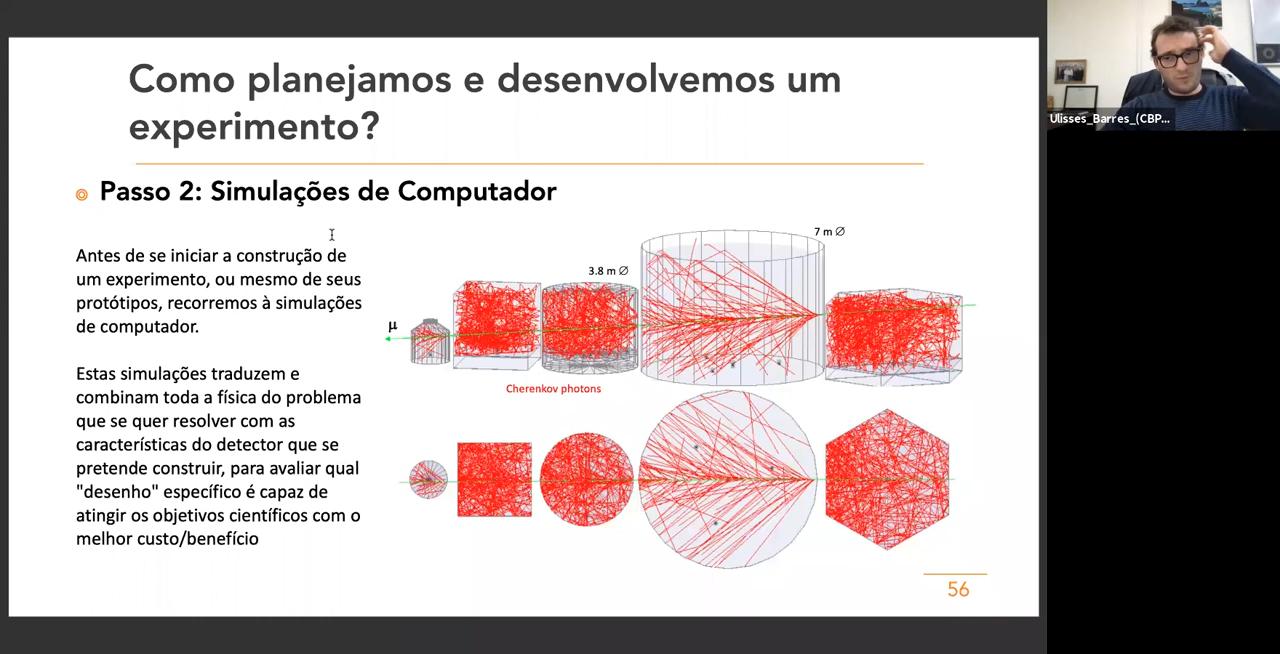 Como planejamos e desenvolvemos um
experimento?
Passo 2: Simulações de Computador
Antes de se iniciar a construção de
um experimento, ou mesmo de seus
protótipos, recorremos à simulações
de computador.
Estas simulações traduzem e
combinam toda a física do problema
que se quer resolver com as
características do detector que se
pretende construir, para avaliar qual
"desenho" específico é capaz de
atingir os objetivos científicos com o
melhor custo/benefício
μ
3.8 m ∅
7 m ∅
Cherenkov photons
56
Ulisses_Barres_(CBP...